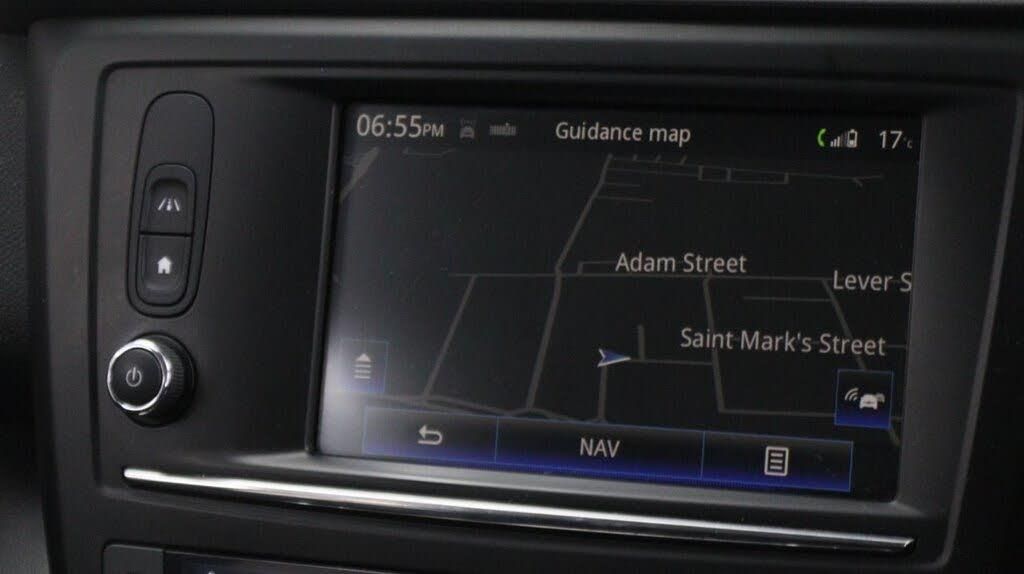 06:55PM Guidance map 17°C
Adam Street
Lever S
Saint Mark's Street
NAV